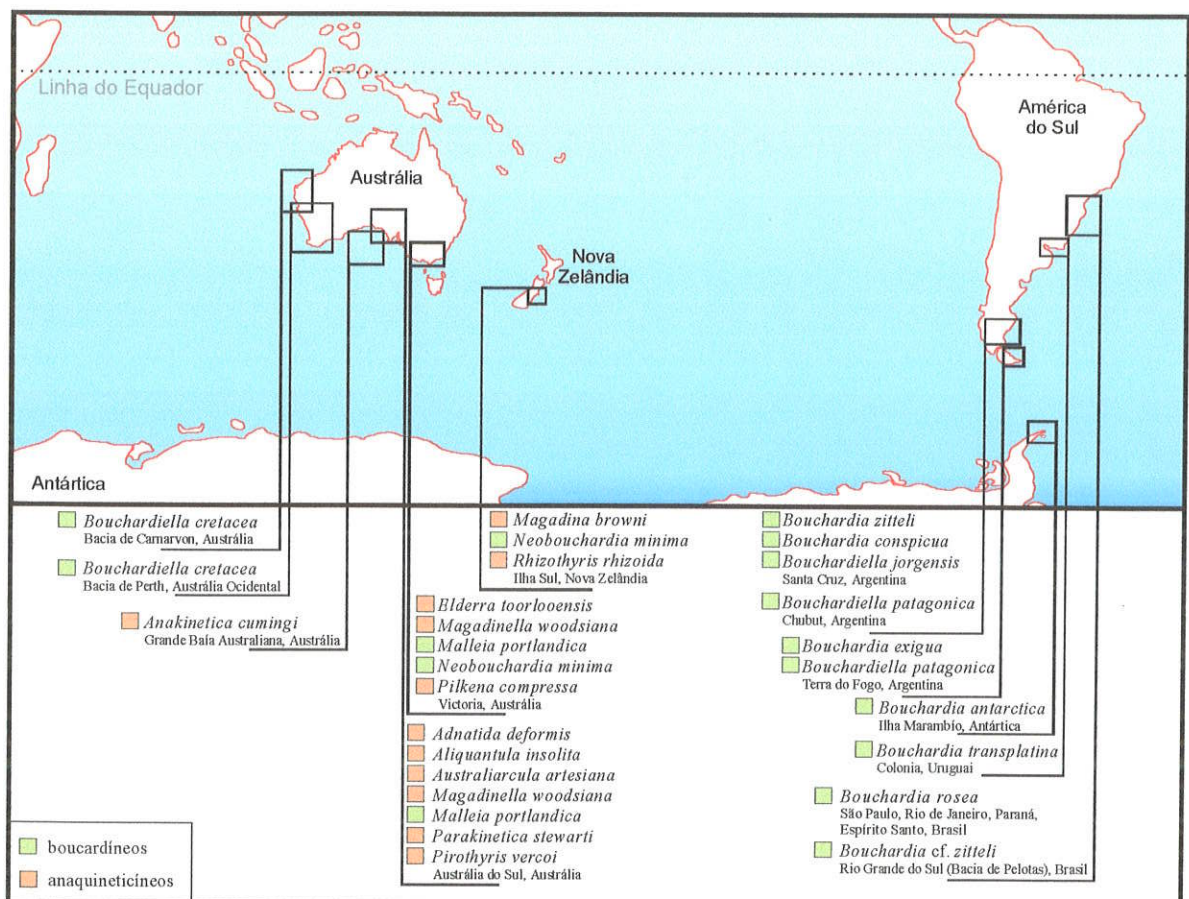 Linha do Equador
América
do Sul
Austrália
Nova
Zelândia
Antártica
Bouchardiella cretacea
Bacia de Carnarvon, Austrália
Bouchardiella cretacea
Bacia de Perth, Austrália Ocidental
Anakinetica cumingi
Grande Baía Australiana, Austrália
Magadina browni
Neobouchardia minima
Rhizothyris rhizoida
Ilha Sul, Nova Zelândia
Elderra toorlooensis
Magadinella woodsiana
Malleia portlandica
Neobouchardia minima
Pilkena compressa
Victoria, Austrália
Adnatida deformis
Aliquantula insolita
Australiarcula artesiana
Magadinella woodsiana
Malleia portlandica
Parakinetica stewarti
Pirothyris vercoi
Austrália do Sul, Austrália
Bouchardia zitteli
Bouchardia conspicua
Bouchardiella jorgensis
Santa Cruz, Argentina
Bouchardiella patagonica
Chubut, Argentina
Bouchardia exigua
Bouchardiella patagonica
Terra do Fogo, Argentina
Bouchardia antarctica
Ilha Marambio, Antártica
Bouchardia transplatina
Colonia, Uruguai
Bouchardia rosea
São Paulo, Rio de Janeiro, Paraná,
Espírito Santo, Brasil
Bouchardia cf. zitteli
Rio Grande do Sul (Bacia de Pelotas), Brasil
boucardíneos
anaquineticíneos